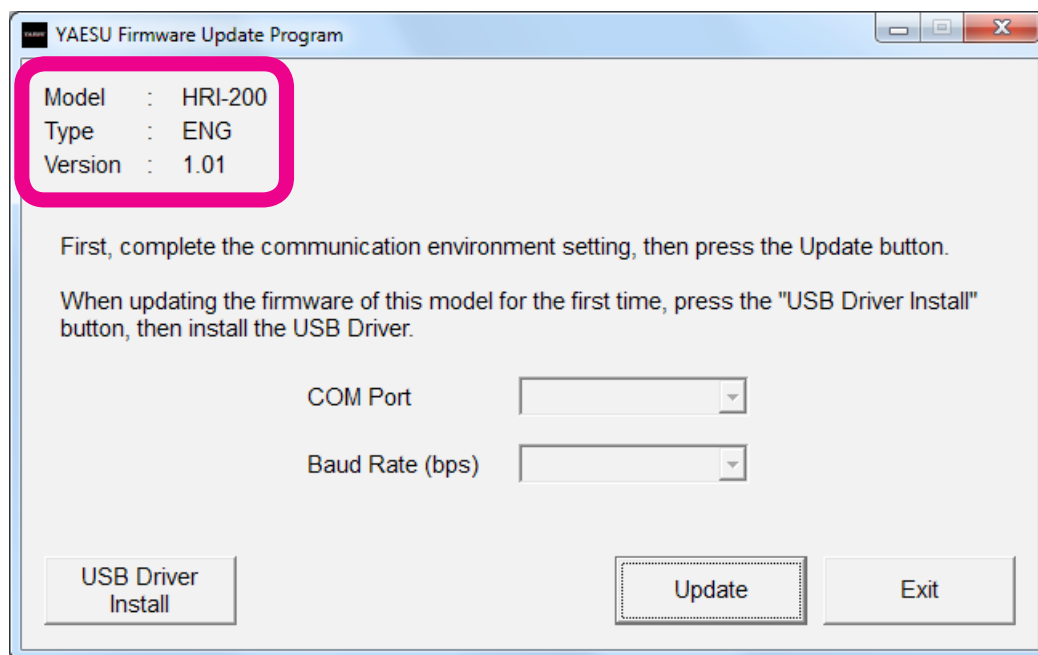 YAESU Firmware Update Program
Model : HRI-200
Type : ENG
Version : 1.01
First, complete the communication environment setting, then press the Update button.
When updating the firmware of this model for the first time, press the "USB Driver Install"
button, then install the USB Driver.
COM Port
Baud Rate (bps)
USB Driver
Install
Update
Exit